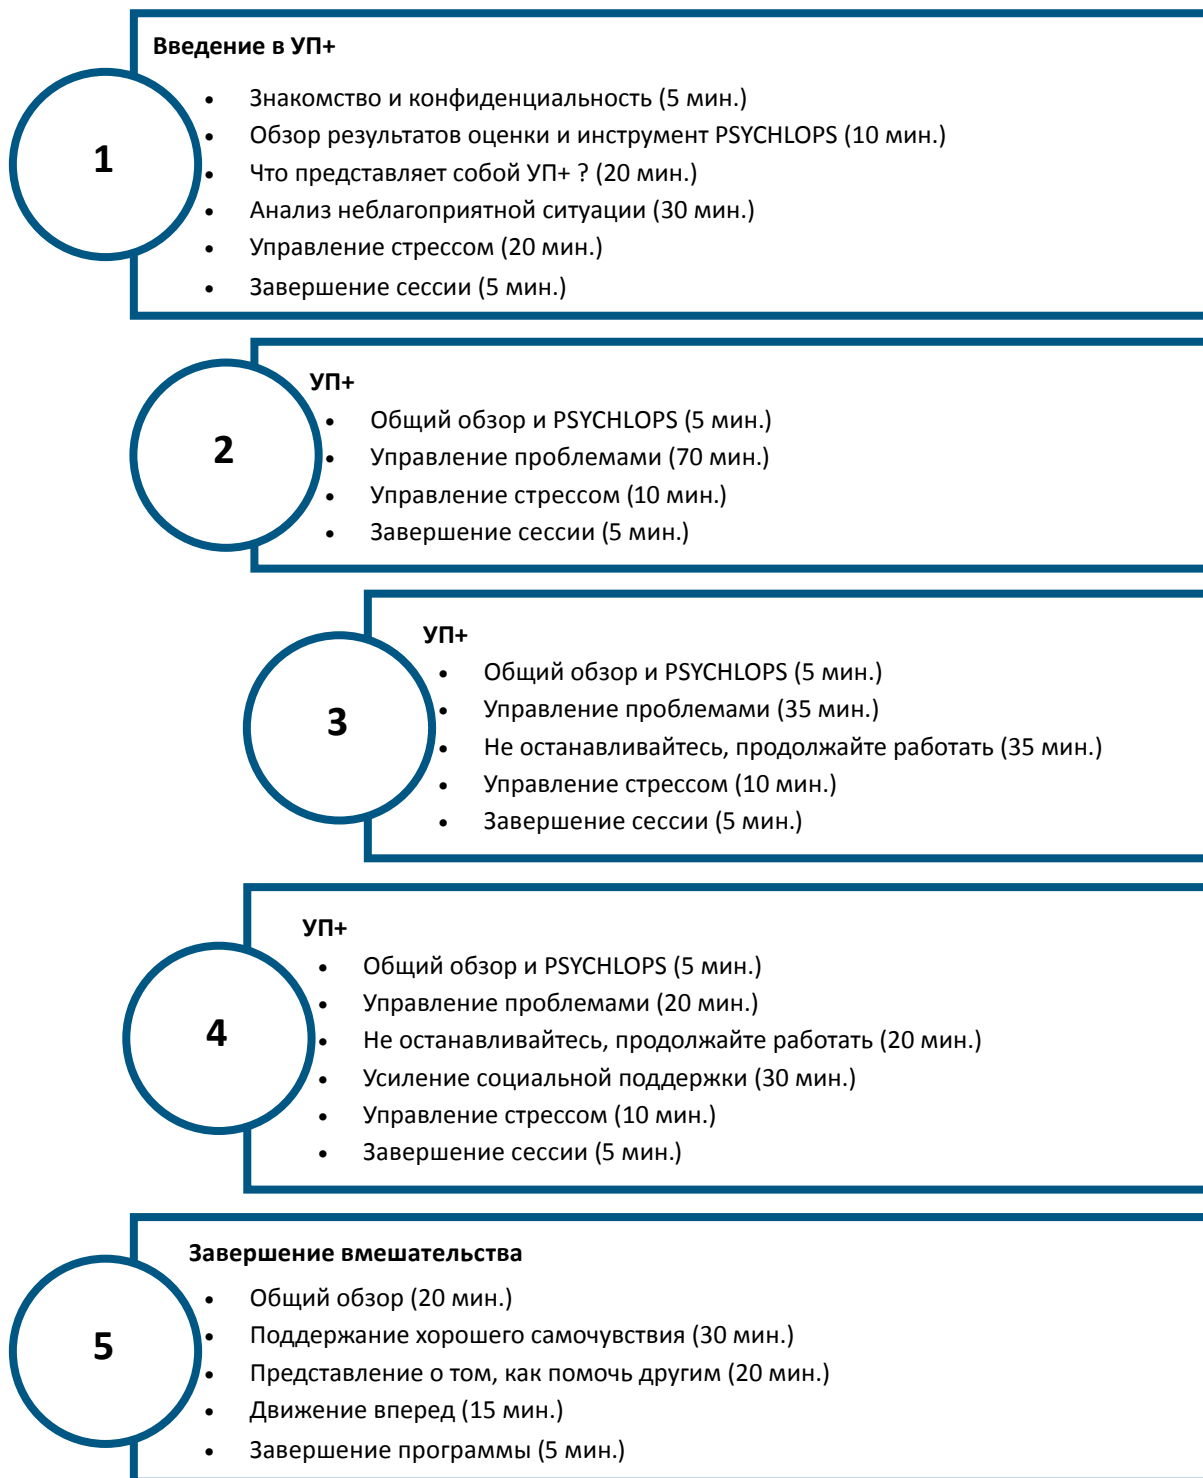 Введение в УП+
• Знакомство и конфиденциальность (5 мин.)
• Обзор результатов оценки и инструмент PSYCHLOPS (10 мин.)
• Что представляет собой УП+ ? (20 мин.)
• Анализ неблагоприятной ситуации (30 мин.)
• Управление стрессом (20 мин.)
• Завершение сессии (5 мин.)
1
УП+
• Общий обзор и PSYCHLOPS (5 мин.)
• Управление проблемами (70 мин.)
• Управление стрессом (10 мин.)
• Завершение сессии (5 мин.)
2
УП+
• Общий обзор и PSYCHLOPS (5 мин.)
• Управление проблемами (35 мин.)
• Не останавливайтесь, продолжайте работать (35 мин.)
• Управление стрессом (10 мин.)
• Завершение сессии (5 мин.)
3
УП+
• Общий обзор и PSYCHLOPS (5 мин.)
• Управление проблемами (20 мин.)
• Не останавливайтесь, продолжайте работать (20 мин.)
• Усиление социальной поддержки (30 мин.)
• Управление стрессом (10 мин.)
• Завершение сессии (5 мин.)
4
Завершение вмешательства
• Общий обзор (20 мин.)
• Поддержание хорошего самочувствия (30 мин.)
• Представление о том, как помочь другим (20 мин.)
• Движение вперед (15 мин.)
• Завершение программы (5 мин.)
5